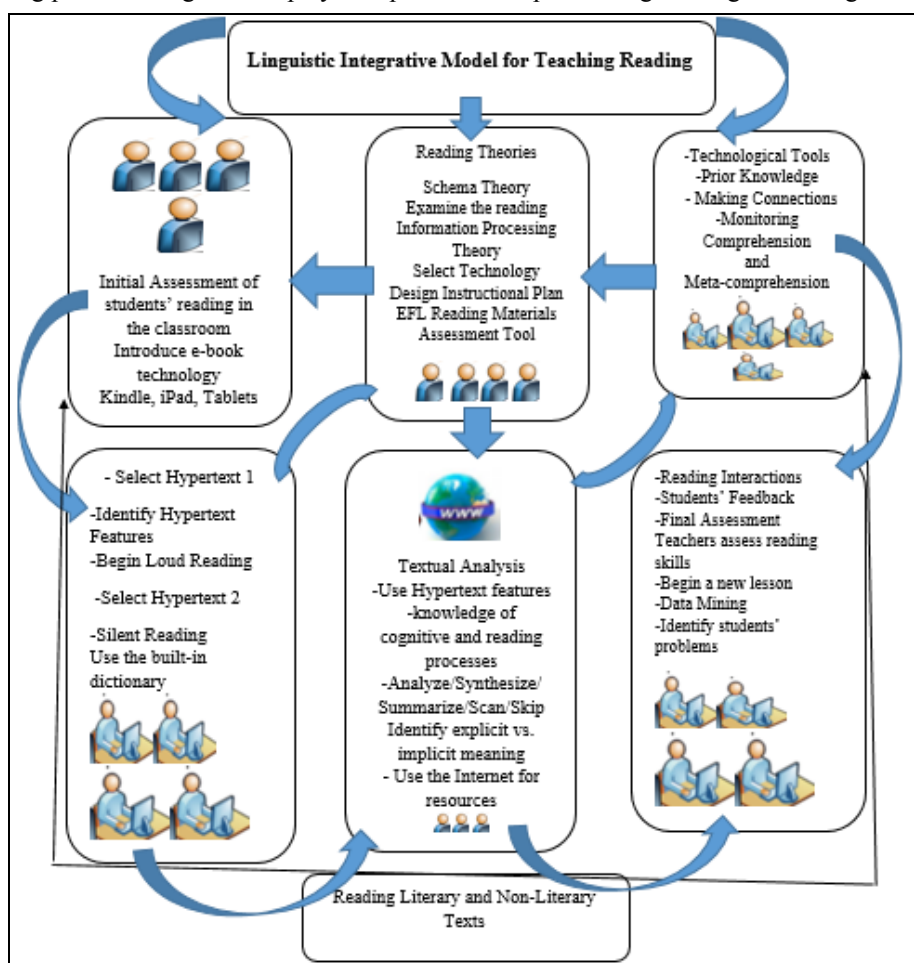 Linguistic Integrative Model for Teaching Reading
Initial Assessment of
students' reading in
the classroom
Introduce e-book
technology
Kindle, iPad, Tablets
Reading Theories
Schema Theory
Examine the reading
Information Processing
Theory
Select Technology
Design Instructional Plan
EFL Reading Materials
Assessment Tool
-Technological Tools
-Prior Knowledge
- Making Connections
-Monitoring
Comprehension
and
Meta-comprehension
- Select Hypertext 1
-Identify Hypertext
Features
-Begin Loud Reading
-Select Hypertext 2
-Silent Reading
Use the built-in
dictionary
www
Textual Analysis
-Use Hypertext features
-knowledge of
cognitive and reading
processes
-Analyze/Synthesize/
Summarize/Scan/Skip
Identify explicit vs.
implicit meaning
- Use the Internet for
resources
-Reading Interactions
-Students' Feedback
-Final Assessment
Teachers assess reading
skills
-Begin a new lesson
-Data Mining
-Identify students'
problems
Reading Literary and Non-Literary
Texts